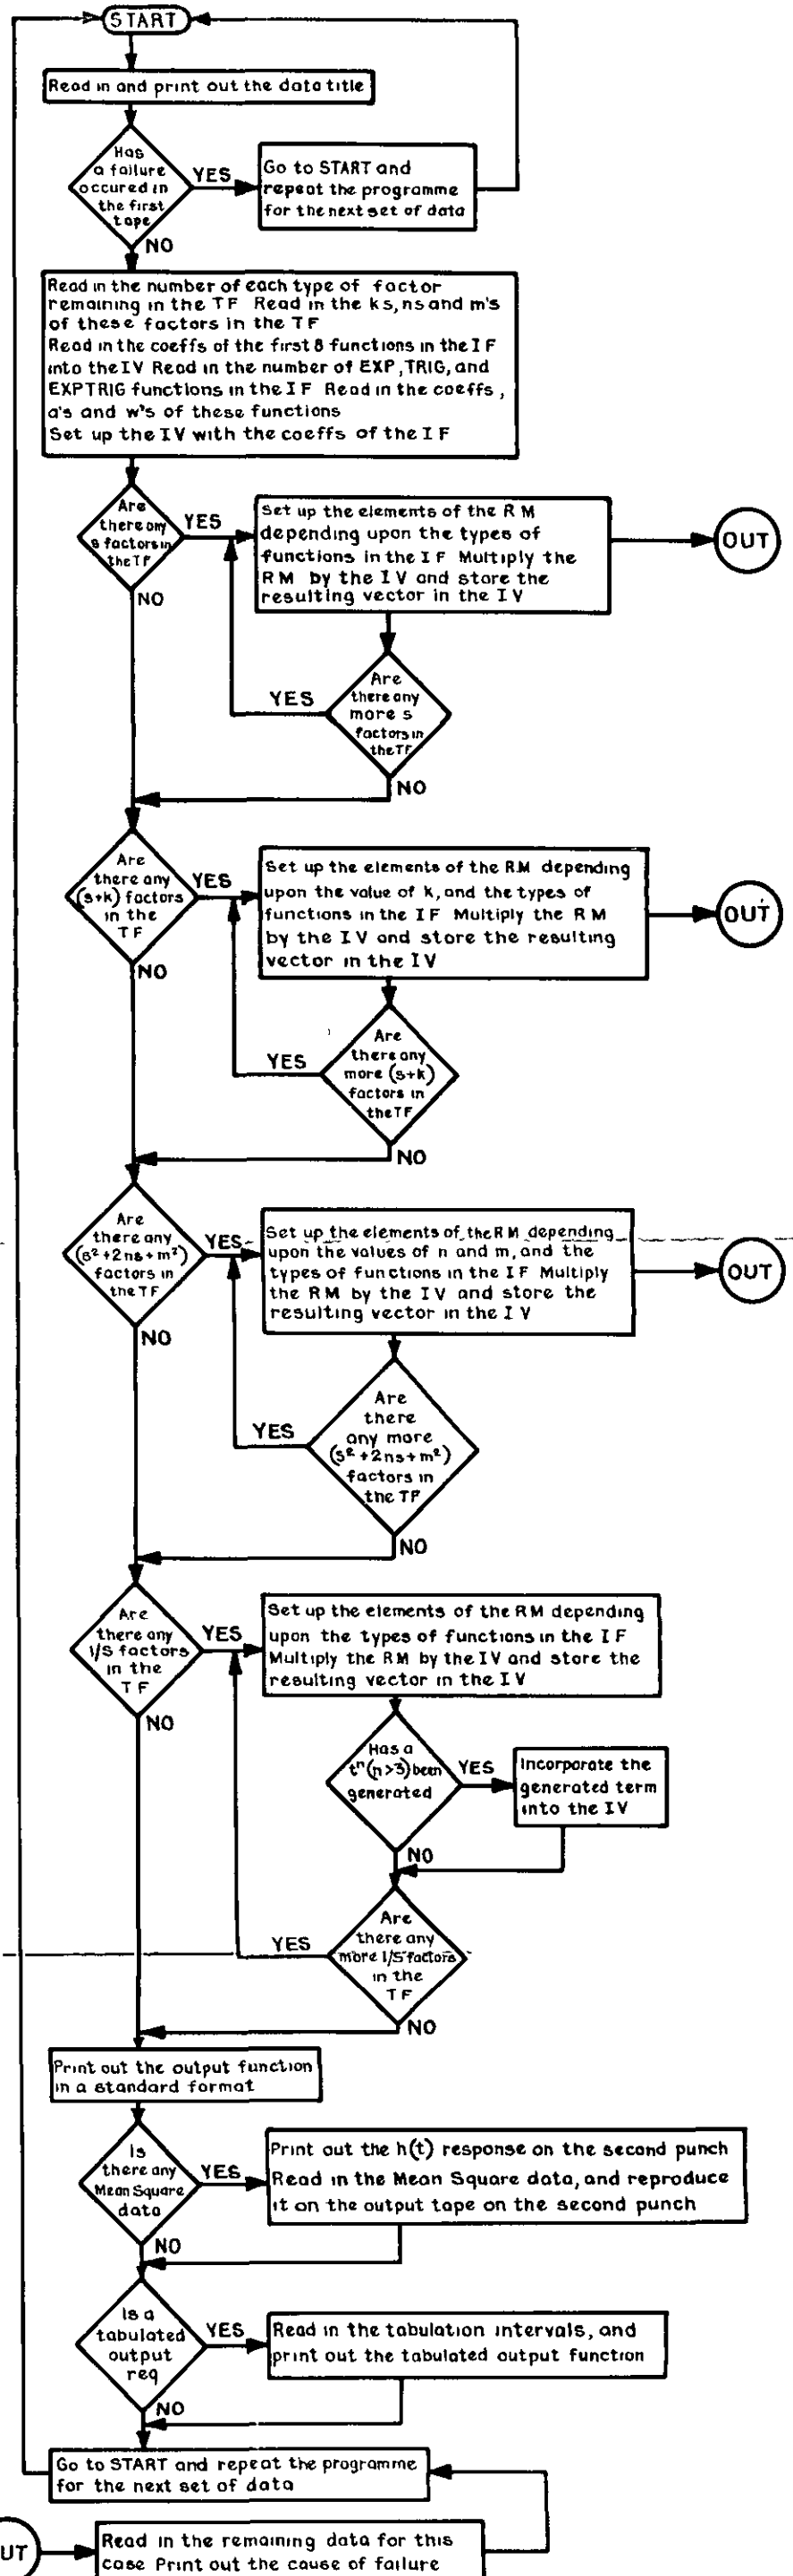 START
Read in and print out the data title
Has
a failure
occured in
the first
tape
YES
Go to START and
repeat the programme
for the next set of data
NO
Read in the number of each type of factor
remaining in the TF Read in the ks, ns and m's
of these factors in the TF
Read in the coeffs of the first 8 functions in the IF
into the IV Read in the number of EXP, TRIG, and
EXPTRIG functions in the IF Read in the coeffs,
a's and w's of these functions
Set up the IV with the coeffs of the IF
Are
there any
s factors in
the TF
YES
Set up the elements of the RM
depending upon the types of
functions in the IF Multiply the
RM by the IV and store the
resulting vector in the IV
OUT
NO
Are
there any
more s
factors in
the TF
YES
NO
Are
there any
(s+k) factors
in the
TF
YES
Set up the elements of the RM depending
upon the value of k, and the types of
functions in the IF Multiply the RM
by the IV and store the resulting
vector in the IV
OUT
NO
Are
there any
more (s+k)
factors in
the TF
YES
NO
Are
there any
(s²+2ns+m²)
factors in
the TF
YES
Set up the elements of the RM depending
upon the values of n and m, and the
types of functions in the IF Multiply
the RM by the IV and store the
resulting vector in the IV
OUT
NO
Are
there
any more
(s²+2ns+m²)
factors in
the TF
YES
NO
Are
there any
1/S factors
in the
TF
YES
Set up the elements of the RM depending
upon the types of functions in the IF
Multiply the RM by the IV and store the
resulting vector in the IV
NO
Has a
tⁿ(n>3) been
generated
YES
Incorporate the
generated term
into the IV
NO
Are
there any
more 1/S factors
in the
TF
YES
NO
Print out the output function
in a standard format
Is
there any
Mean Square
data
YES
Print out the h(t) response on the second punch
Read in the Mean Square data, and reproduce
it on the output tape on the second punch
NO
Is a
tabulated
output
req
YES
Read in the tabulation intervals, and
print out the tabulated output function
NO
Go to START and repeat the programme
for the next set of data
UT
Read in the remaining data for this
case Print out the cause of failure